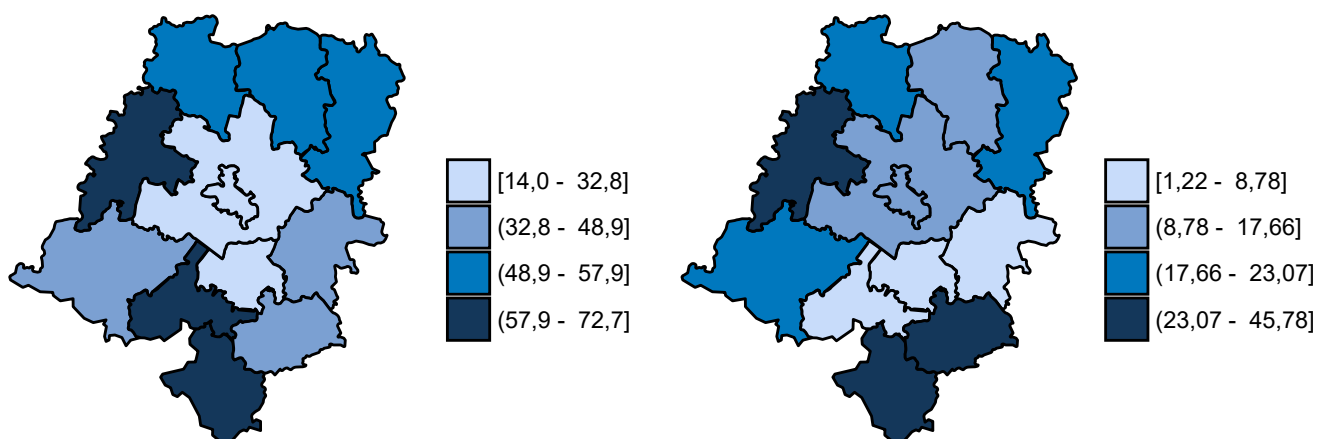 [14,0 - 32,8]
(32,8 - 48,9]
(48,9 - 57,9]
(57,9 - 72,7]
[1,22 - 8,78]
(8,78 - 17,66]
(17,66 - 23,07]
(23,07 - 45,78]